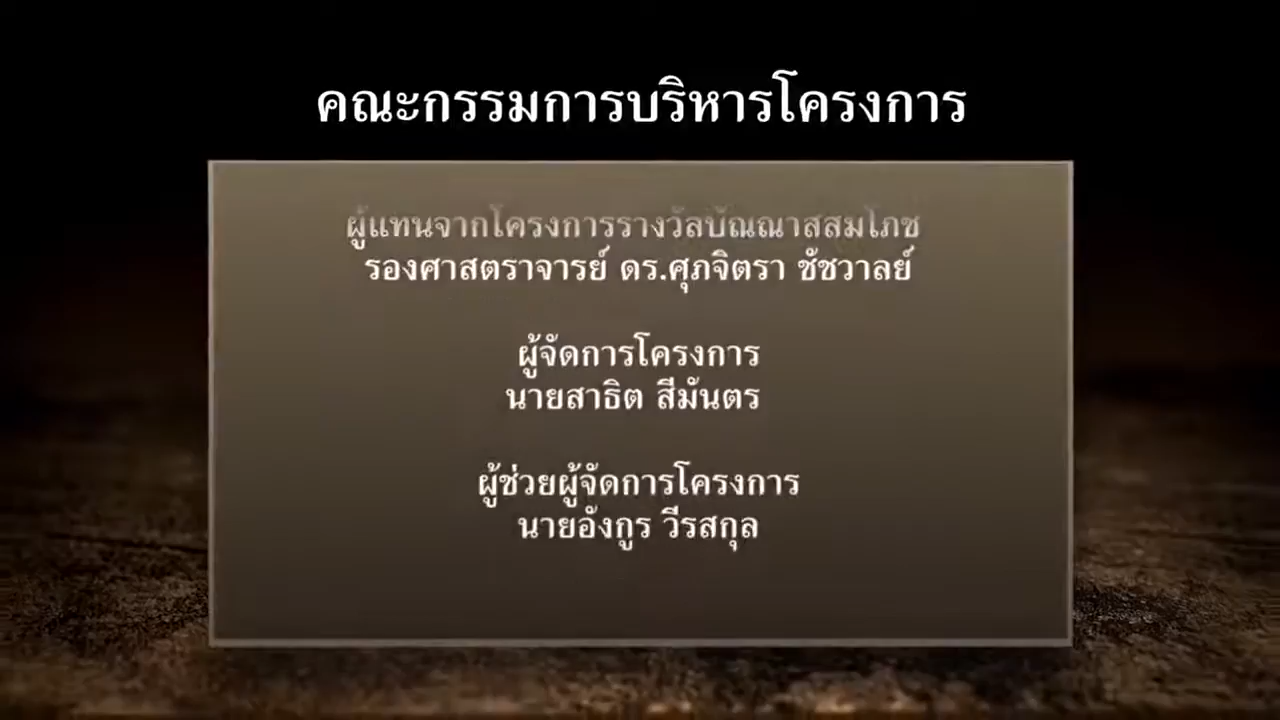 คณะกรรมการบริหารโครงการ
ผู้แทนจากโครงการรางวัลปัณณาสสมโภช
รองศาสตราจารย์ ดร.ศุภจิตรา ชัชวาลย์
ผู้จัดการโครงการ
นายสาธิต สีมันตร
ผู้ช่วยผู้จัดการโครงการ
นายอังกูร วีรสกุล